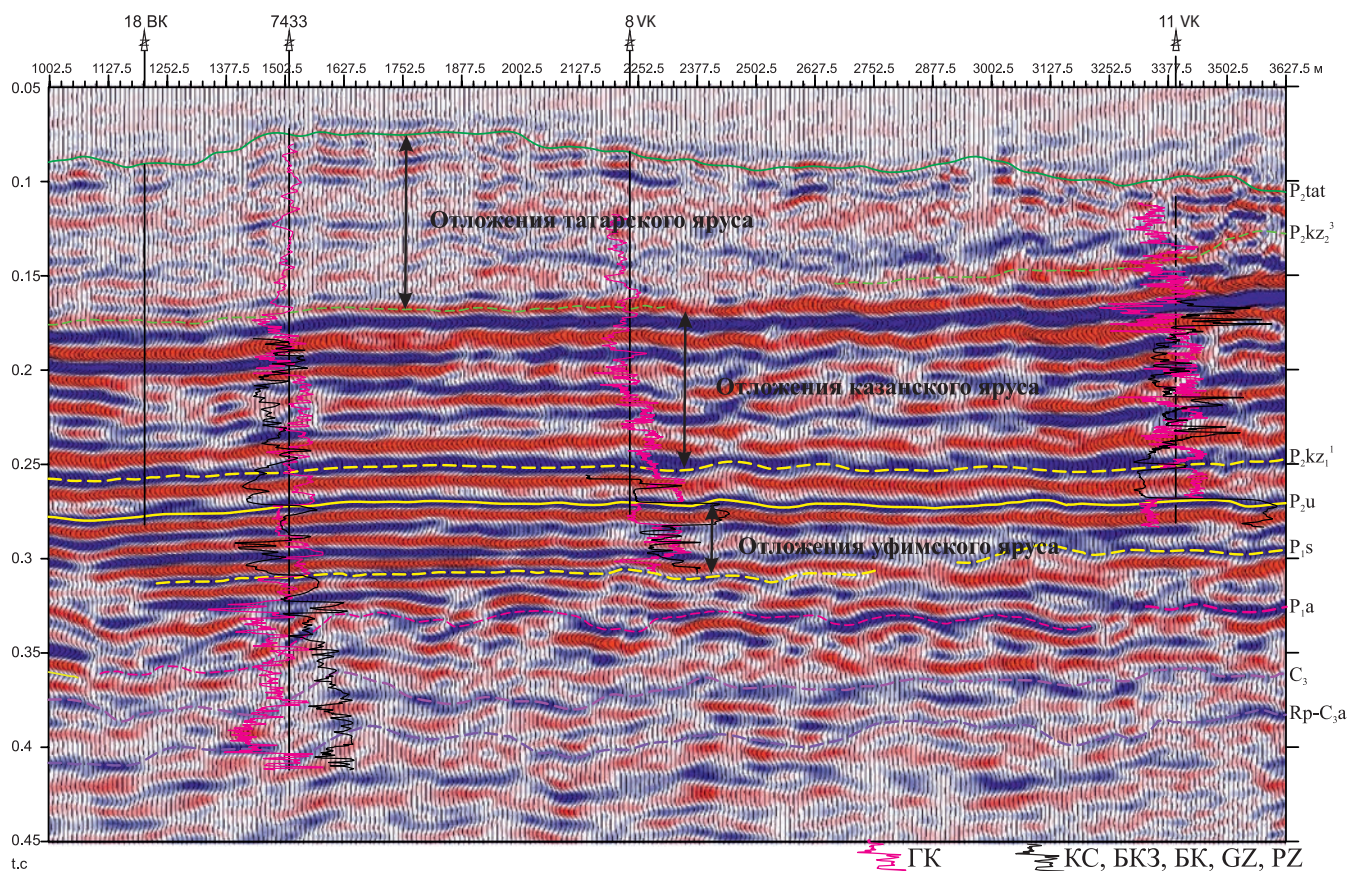 18 ВК 7433 8 VK 11 VK
1002.5 1127.5 1252.5 1377.5 1502.5 1627.5 1752.5 1877.5 2002.5 2127.5 2252.5 2377.5 2502.5 2627.5 2752.5 2877.5 3002.5 3127.5 3252.5 3377.5 3502.5 3627.5 м
0.05
0.1
P₂tat
Отложения татарского яруса
P₂kz₂³
0.15
0.2
Отложения казанского яруса
0.25
P₂kz₁¹
P₂u
Отложения уфимского яруса
P₁s
0.3
P₁a
0.35
C₃
Rp-C₃a
0.4
0.45
t.c
ГК КС, БКЗ, БК, GZ, PZ